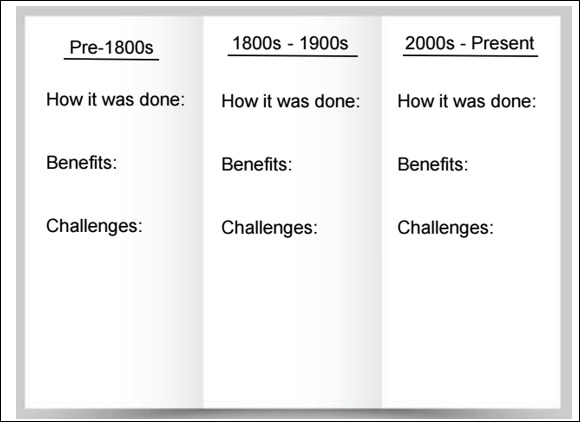 Pre-1800s
How it was done:
Benefits:
Challenges:
1800s - 1900s
How it was done:
Benefits:
Challenges:
2000s - Present
How it was done:
Benefits:
Challenges: